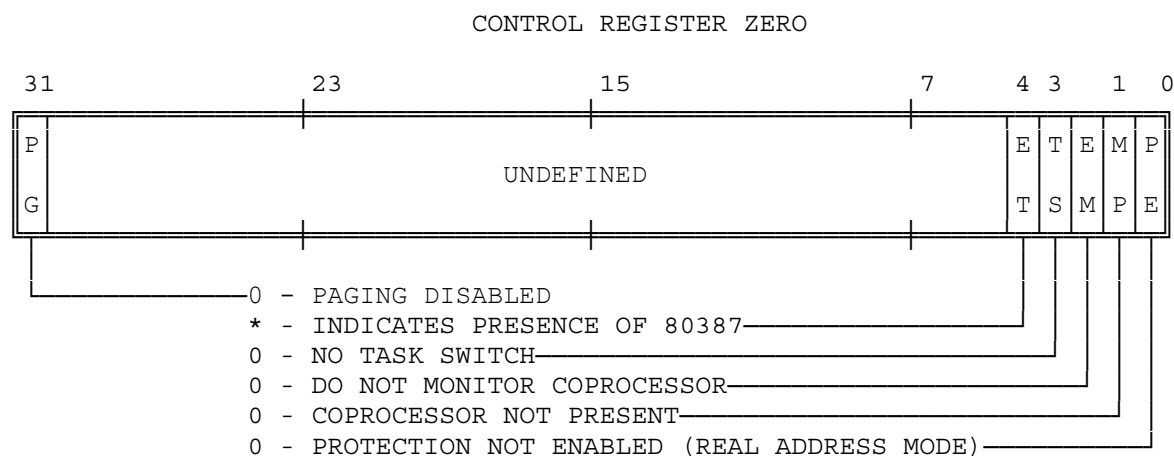 CONTROL REGISTER ZERO
31 23 15 7 4 3 1 0
P E T E M P
UNDEFINED
G T S M P E
0 - PAGING DISABLED
* - INDICATES PRESENCE OF 80387
0 - NO TASK SWITCH
0 - DO NOT MONITOR COPROCESSOR
0 - COPROCESSOR NOT PRESENT
0 - PROTECTION NOT ENABLED (REAL ADDRESS MODE)